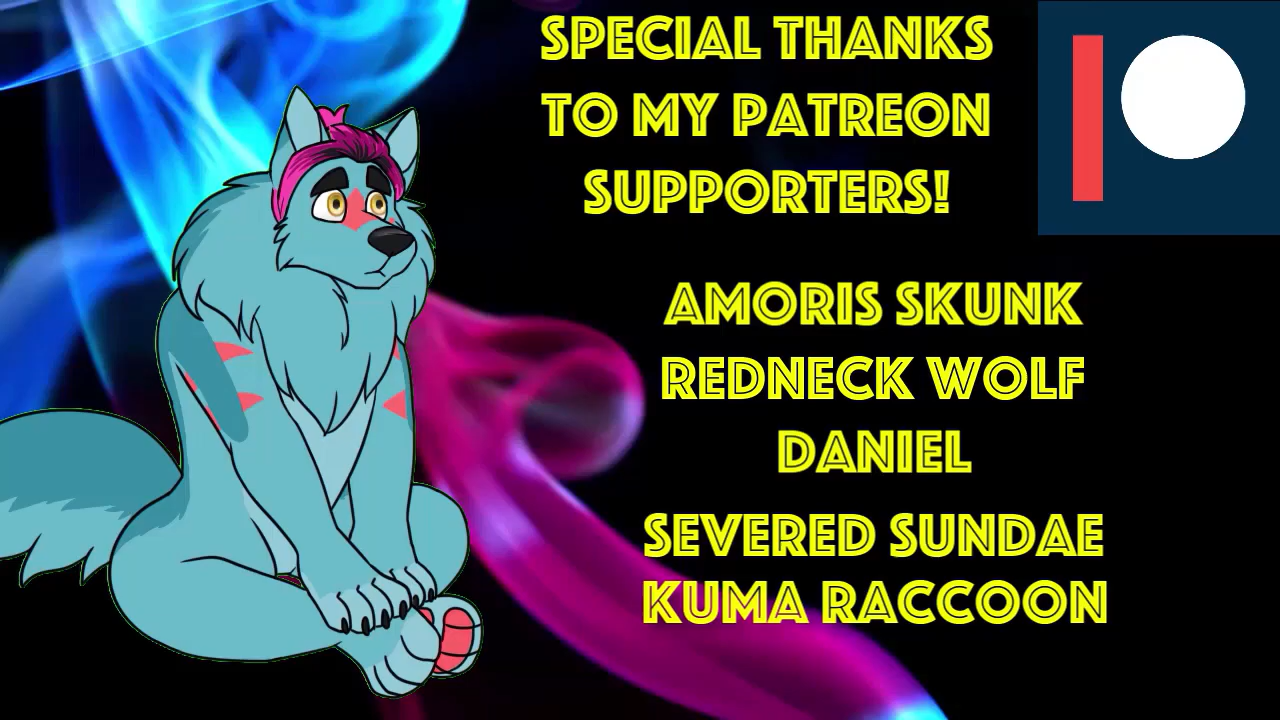 SPECIAL THANKS
TO MY PATREON
SUPPORTERS!
AMORIS SKUNK
REDNECK WOLF
DANIEL
SEVERED SUNDAE
KUMA RACCOON